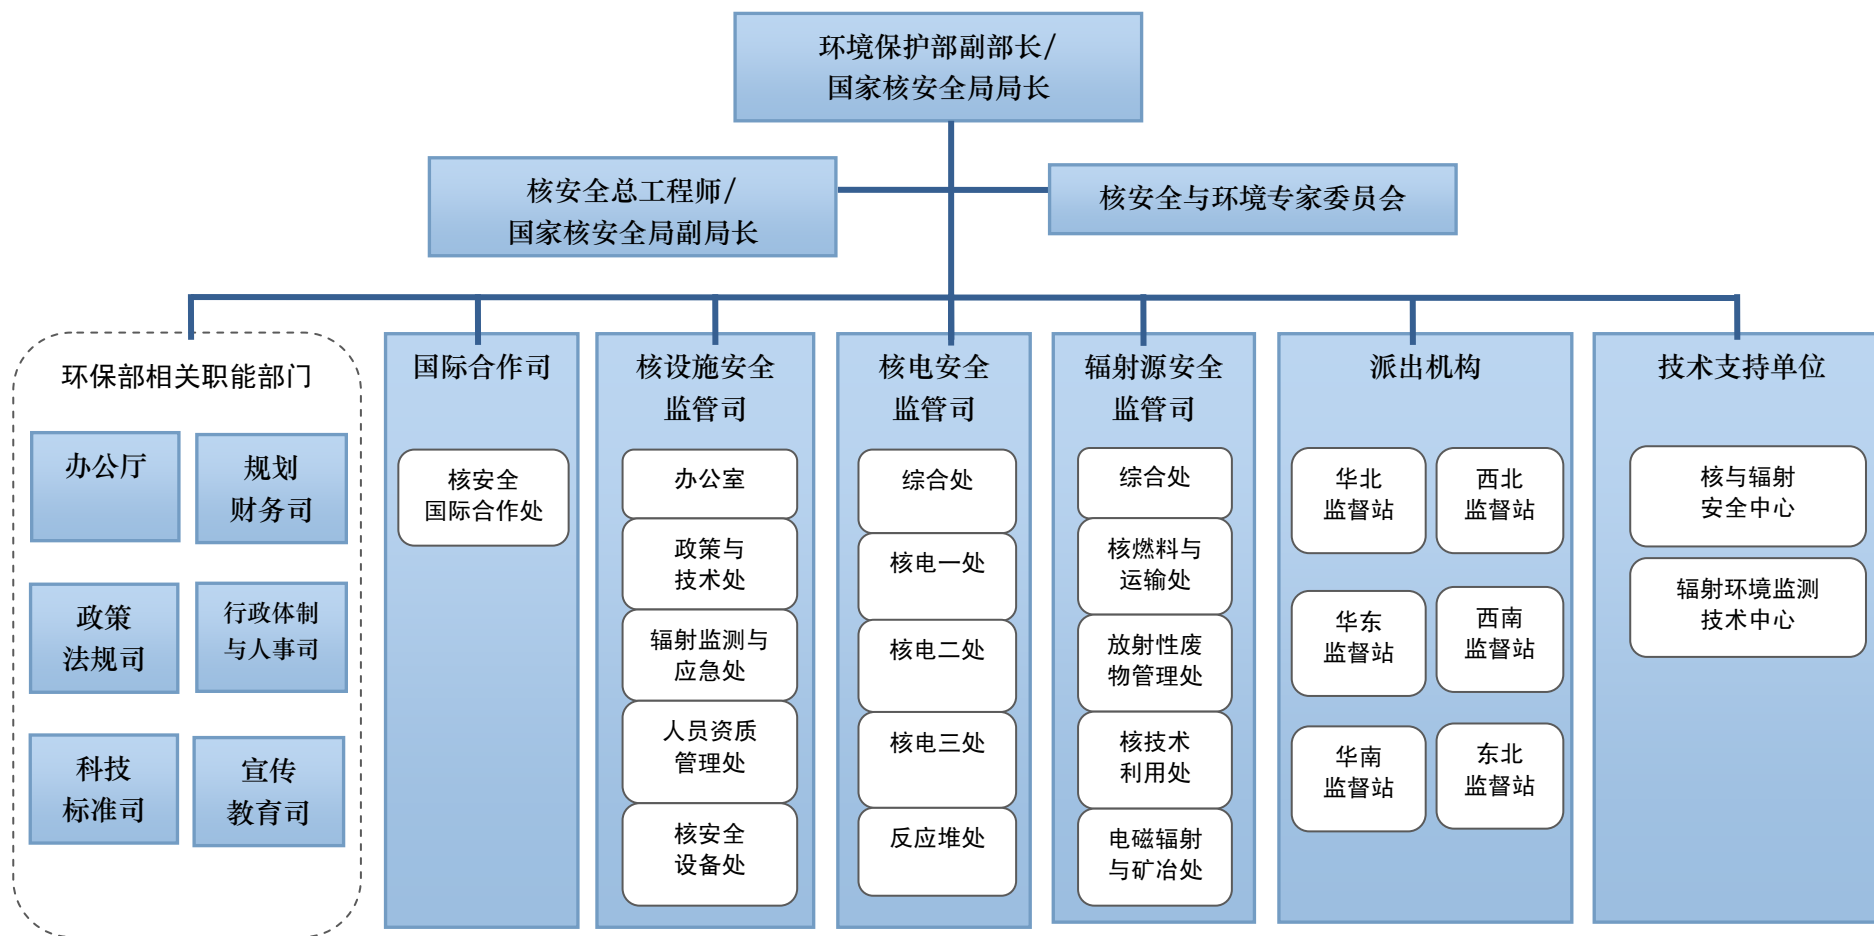 环境保护部副部长/
国家核安全局局长
核安全总工程师/
国家核安全局副局长
核安全与环境专家委员会
环保部相关职能部门
办公厅
规划
财务司
政策
法规司
行政体制
与人事司
科技
标准司
宣传
教育司
国际合作司
核安全
国际合作处
核设施安全
监管司
办公室
政策与
技术处
辐射监测与
应急处
人员资质
管理处
核安全
设备处
核电安全
监管司
综合处
核电一处
核电二处
核电三处
反应堆处
辐射源安全
监管司
综合处
核燃料与
运输处
放射性废
物管理处
核技术
利用处
电磁辐射
与矿冶处
派出机构
华北
监督站
西北
监督站
华东
监督站
西南
监督站
华南
监督站
东北
监督站
技术支持单位
核与辐射
安全中心
辐射环境监测
技术中心